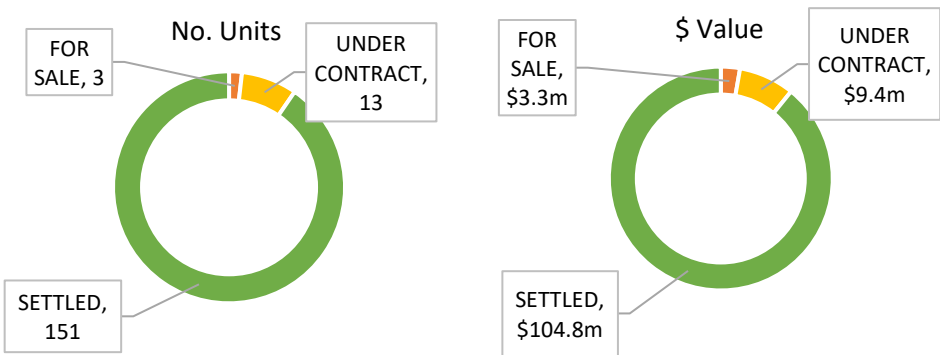 No. Units
FOR
SALE, 3
UNDER
CONTRACT,
13
SETTLED,
151
$ Value
FOR
SALE,
$3.3m
UNDER
CONTRACT,
$9.4m
SETTLED,
$104.8m